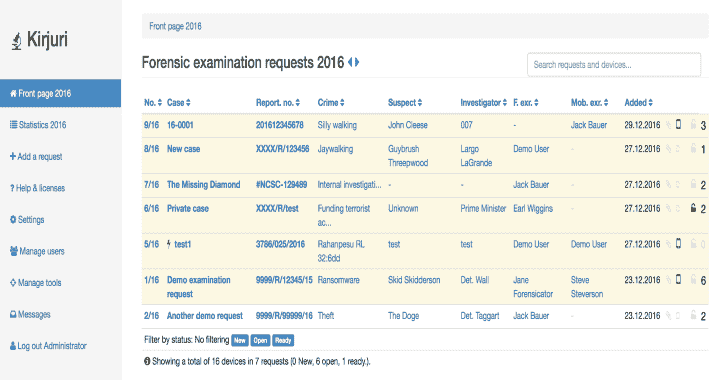 Kirjuri
Front page 2016
Statistics 2016
Add a request
? Help & licenses
Settings
Manage users
Manage tools
Messages
Log out Administrator
Front page 2016
Forensic examination requests 2016
Search requests and devices...
No. Case Report. no. Crime Suspect Investigator F. exr. Mob. exr. Added
9/16 16-0001 201612345678 Silly walking John Cleese 007 - Jack Bauer 29.12.2016 3
8/16 New case XXXX/R/123456 Jaywalking Guybrush Largo Demo User - 27.12.2016 1
Threepwood LaGrande
7/16 The Missing Diamond #NCSC-129489 Internal investigati... - - Jack Bauer - 27.12.2016 2
6/16 Private case XXXX/R/test Funding terrorist Unknown Prime Minister Earl Wiggins - 27.12.2016 2
ac...
5/16 test1 3786/025/2016 Rahanpesu RL test test Demo User Demo User 27.12.2016 0
32:6dd
1/16 Demo examination 9999/R/12345/15 Ransomware Skid Skidderson Det. Wall Jane Steve 23.12.2016 6
request Forensicator Steverson
2/16 Another demo request 9999/R/99999/16 Theft The Doge Det. Taggart Jack Bauer - 23.12.2016 2
Filter by status: No filtering New Open Ready
Showing a total of 16 devices in 7 requests (0 New, 6 open, 1 ready.).